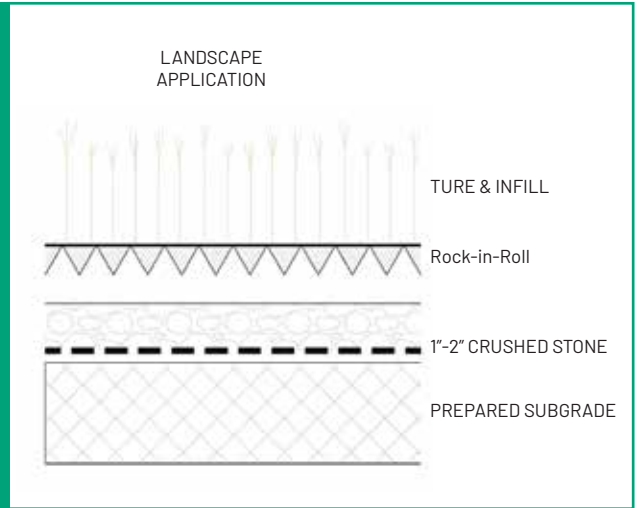 LANDSCAPE
APPLICATION
TURE & INFILL
Rock-in-Roll
1”-2” CRUSHED STONE
PREPARED SUBGRADE